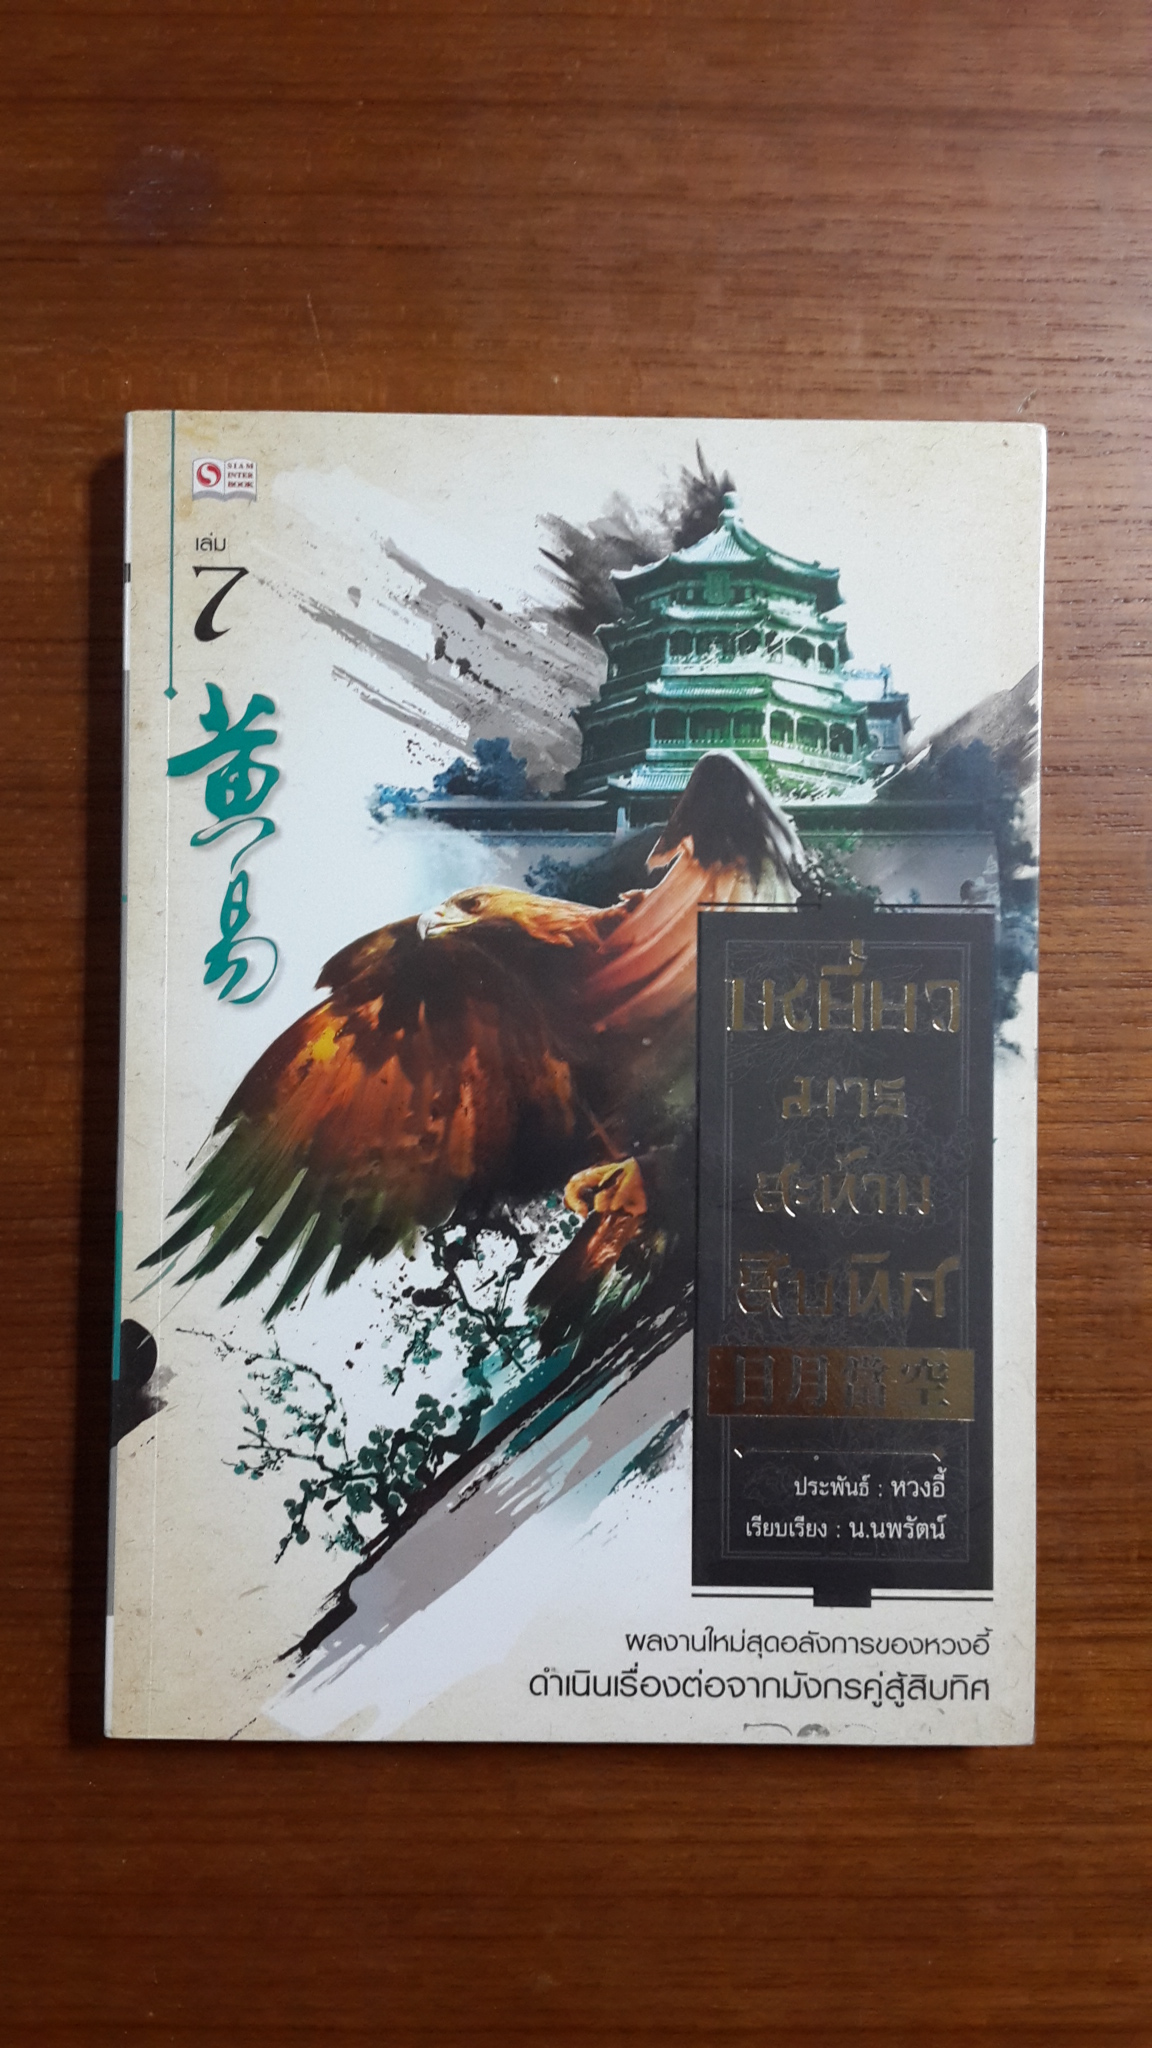 SIAM
INTER
BOOK
เล่ม
7
黄易
เหยี่ยว
มาร
สะท้าน
สิบทิศ
日月當空
ประพันธ์ : หวงอี้
เรียบเรียง : น.นพรัตน์
ผลงานใหม่สุดอลังการของหวงอี้
ดำเนินเรื่องต่อจากมังกรคู่สู้สิบทิศ